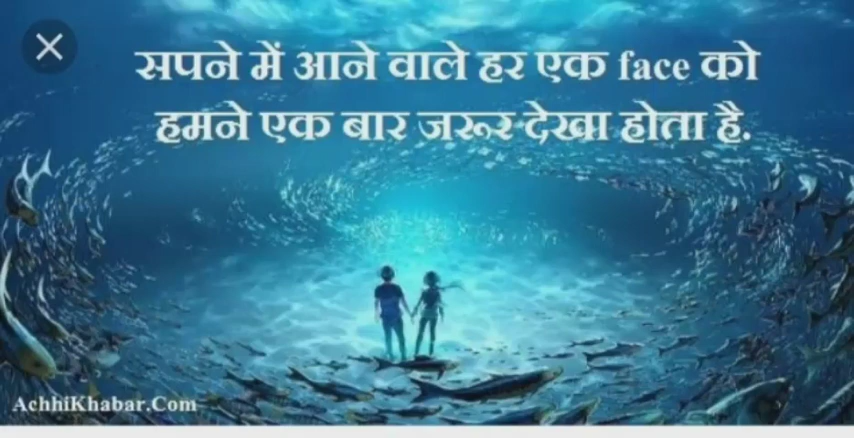 सपने में आने वाले हर एक face को
हमने एक बार जरूर देखा होता है.
AchhiKhabar.Com